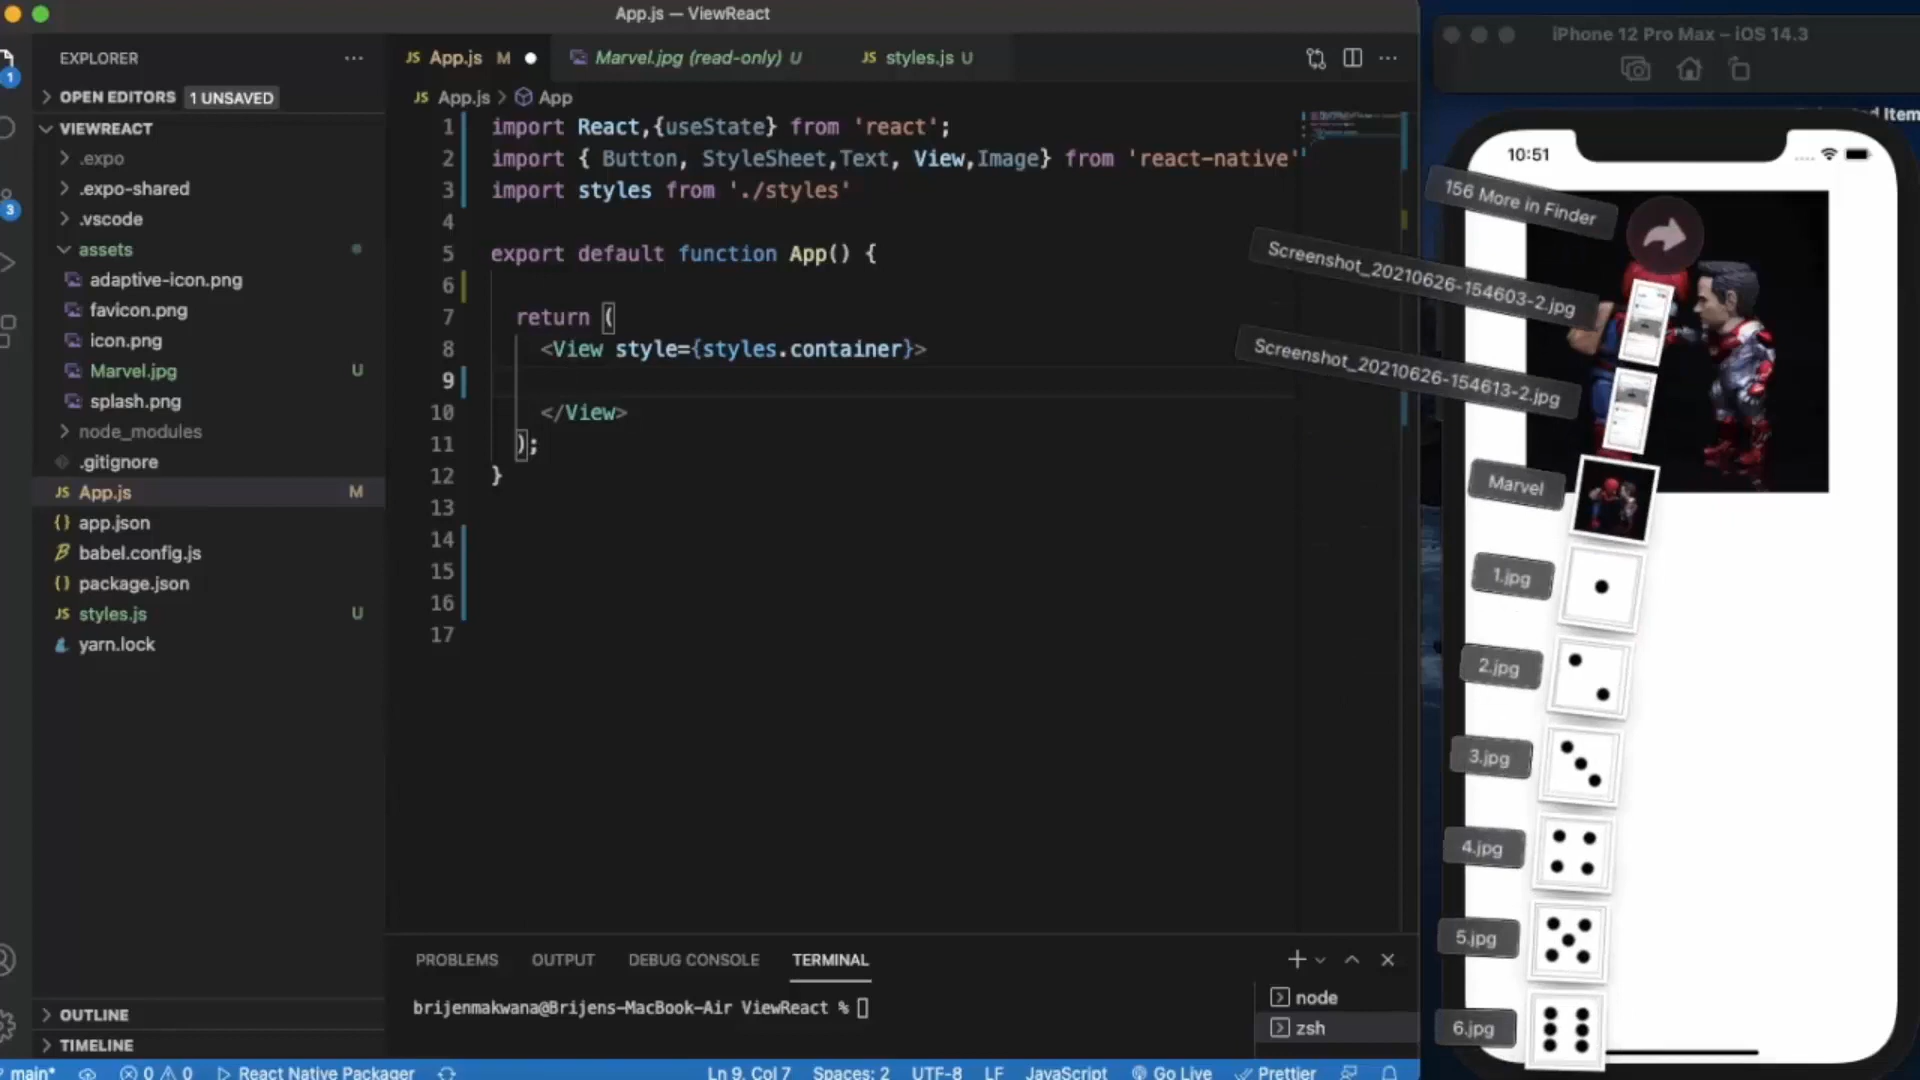 App.js — ViewReact
EXPLORER
OPEN EDITORS 1 UNSAVED
VIEWREACT
.expo
.expo-shared
.vscode
assets
adaptive-icon.png
favicon.png
icon.png
Marvel.jpg U
splash.png
node_modules
.gitignore
JS App.js M
{} app.json
babel.config.js
{} package.json
JS styles.js U
yarn.lock
OUTLINE
TIMELINE
1
3
JS App.js M
Marvel.jpg (read-only) U
JS styles.js U
JS App.js > App
1 import React,{useState} from 'react';
2 import { Button, StyleSheet,Text, View,Image} from 'react-native'
3 import styles from './styles'
4
5 export default function App() {
6
7 return (
8 <View style={styles.container}>
9
10 </View>
11 );
12 }
13
14
15
16
17
PROBLEMS OUTPUT DEBUG CONSOLE TERMINAL
brijenmakwana@Brijens-MacBook-Air ViewReact %
node
zsh
main* 0 0 React Native Packager Ln 9, Col 7 Spaces: 2 UTF-8 LF JavaScript Go Live Prettier
iPhone 12 Pro Max – iOS 14.3
10:51
156 More in Finder
Screenshot_20210626-154603-2.jpg
Screenshot_20210626-154613-2.jpg
Marvel
1.jpg
2.jpg
3.jpg
4.jpg
5.jpg
6.jpg